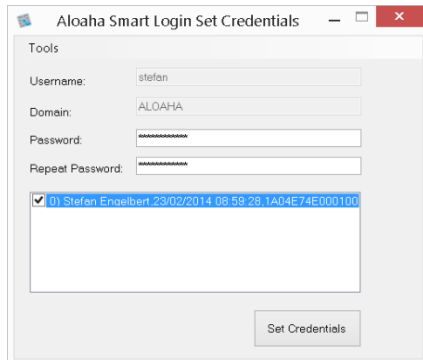 Aloaha Smart Login Set Credentials
Tools
Username: stefan
Domain: ALOAHA
Password: ************
Repeat Password: ************
0) Stefan Engelbert,23/02/2014 08:59:28,1A04E74E000100
Set Credentials